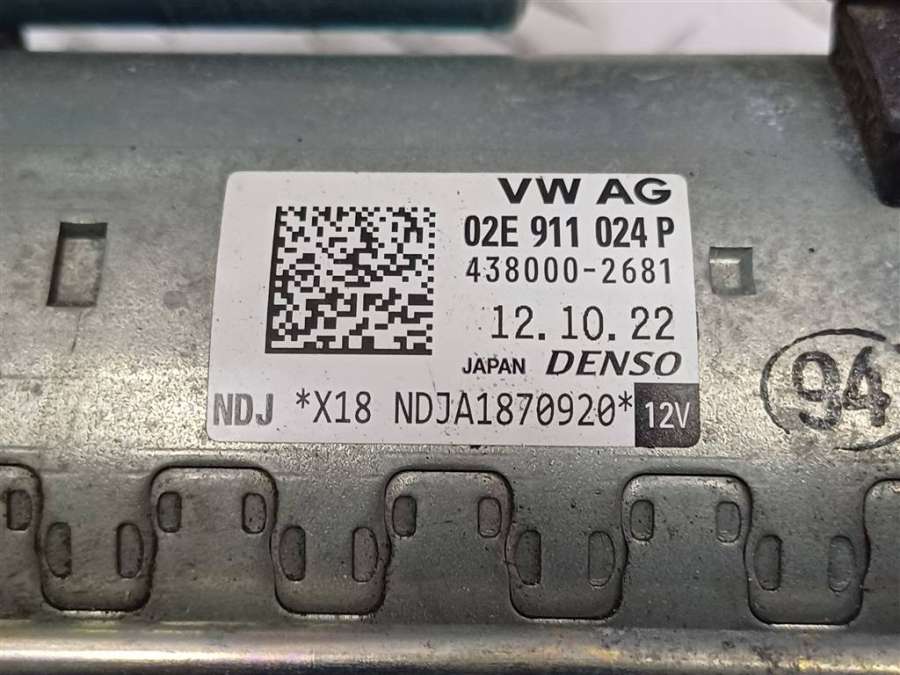 VW AG
02E 911 024 P
438000-2681
12.10.22
JAPAN DENSO
NDJ *X18 NDJA1870920* 12V
94